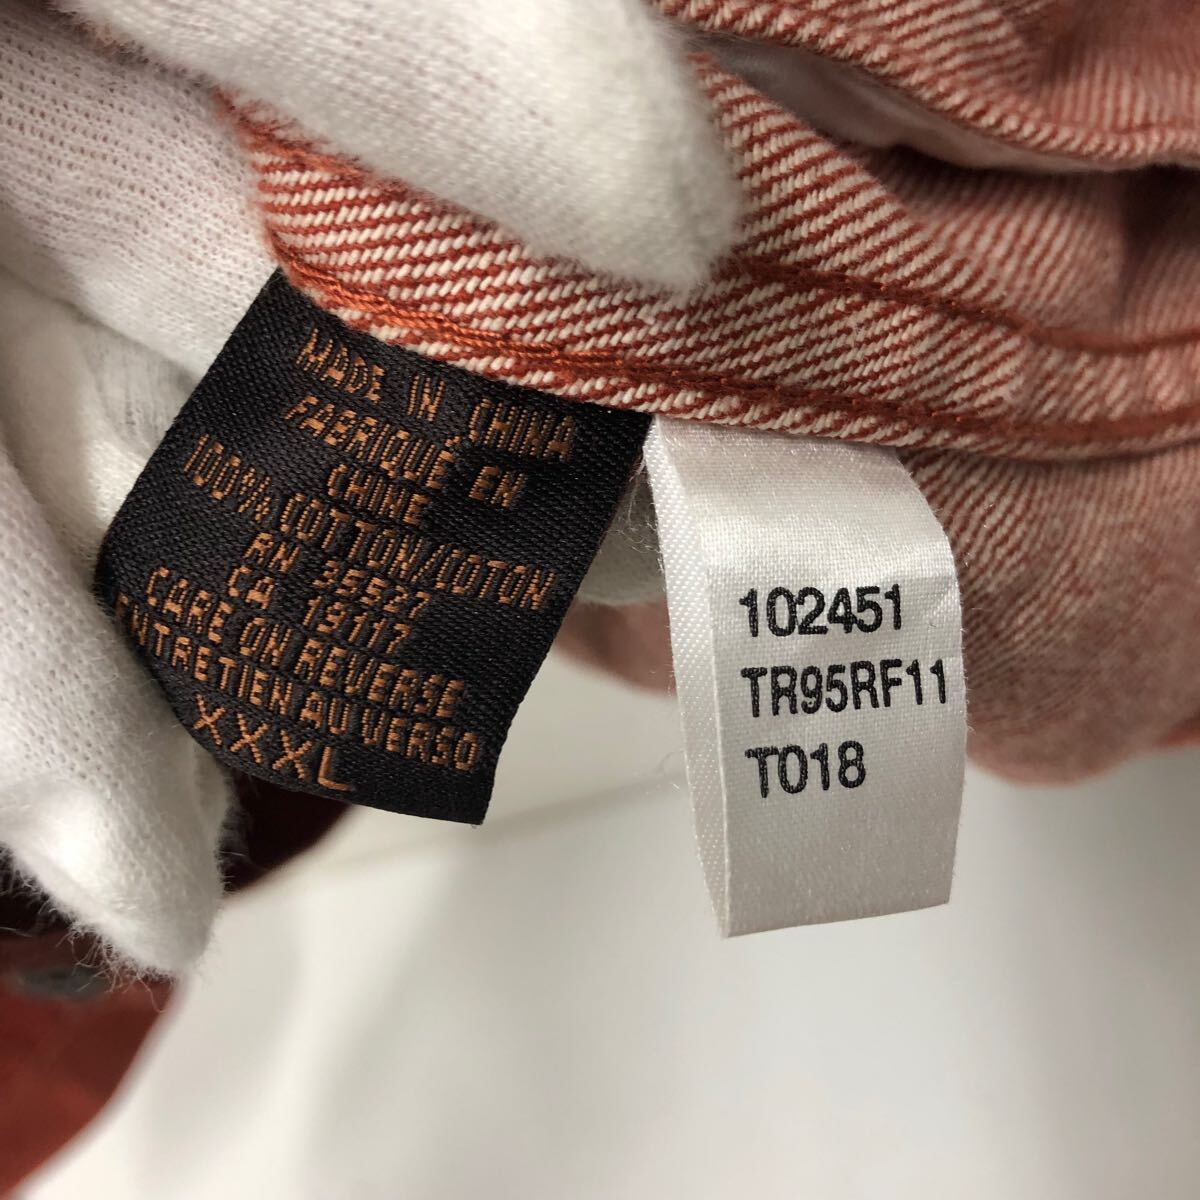 MADE IN CHINA
FABRIQUÉ EN
CHINE
100% COTTON/COTON
RN 35527
CA 19117
CARE ON REVERSE
ENTRETIEN AU VERSO
XXXL
102451
TR95RF11
T018